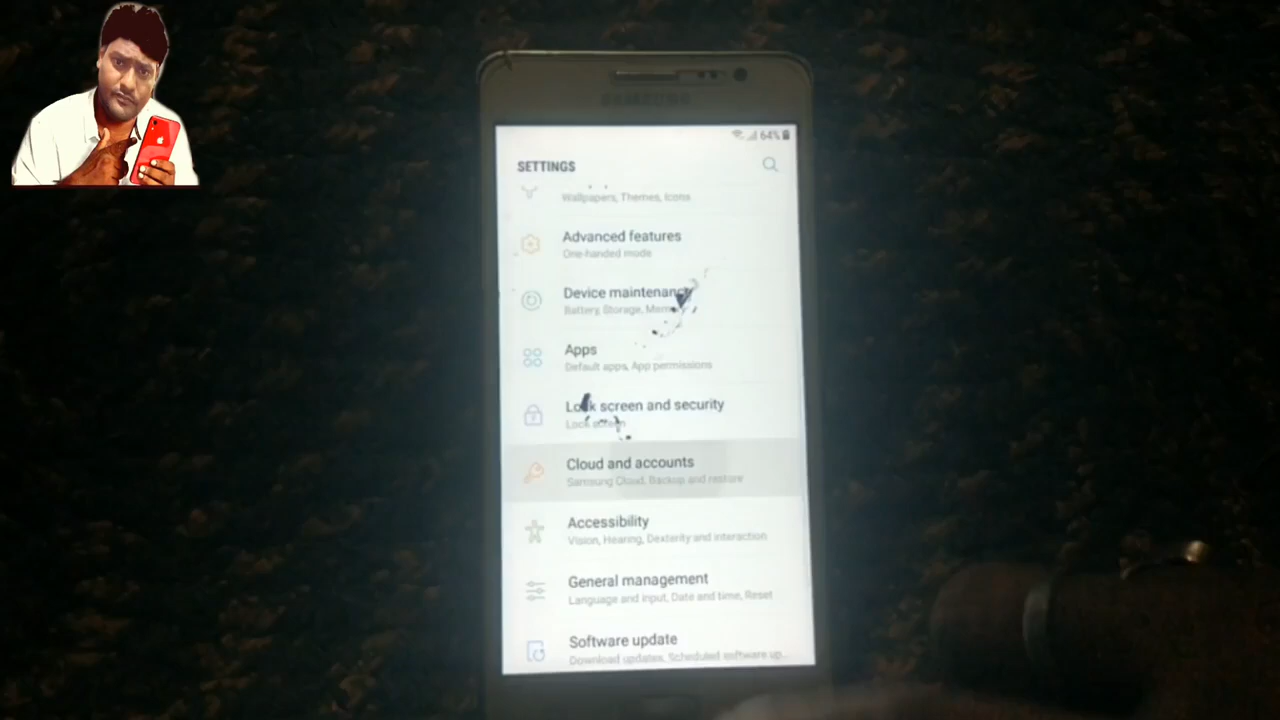 SAMSUNG
64%
SETTINGS
Wallpapers, Themes, Icons
Advanced features
One-handed mode
Device maintenance
Battery, Storage, Mem
Apps
Default apps, App permissions
Lock screen and security
Lock screen
Cloud and accounts
Samsung Cloud, Backup and restore
Accessibility
Vision, Hearing, Dexterity and interaction
General management
Language and input, Date and time, Reset
Software update
Download updates, Scheduled software up...